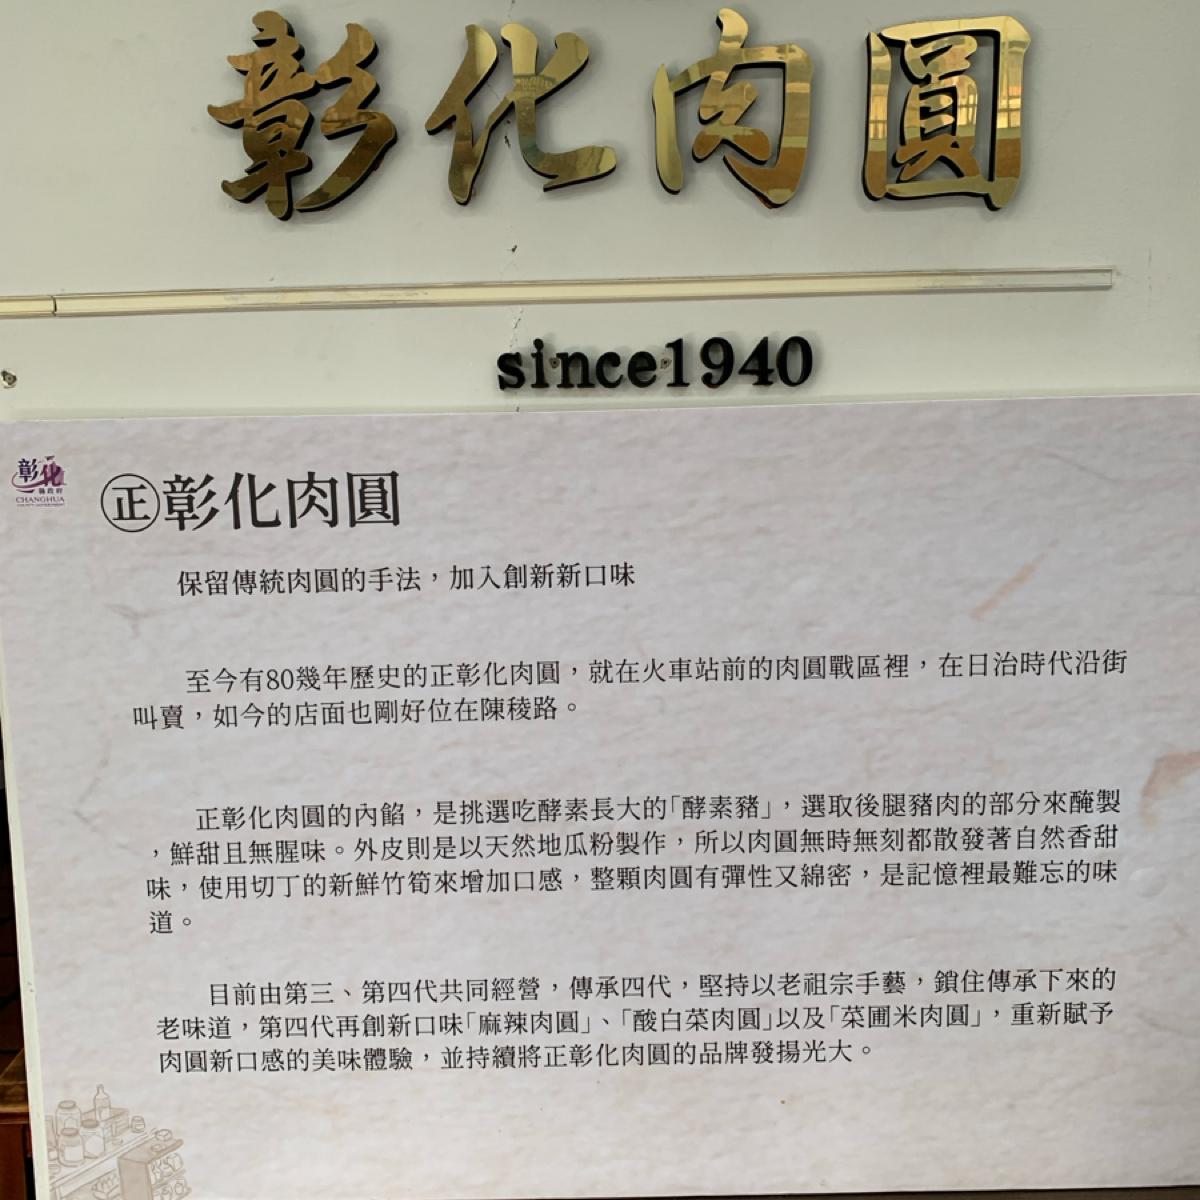 彰化肉圓
since1940
彰化
縣政府
CHANGHUA
COUNTY GOVERNMENT
㊣彰化肉圓
保留傳統肉圓的手法，加入創新新口味
至今有80幾年歷史的正彰化肉圓，就在火車站前的肉圓戰區裡，在日治時代沿街
叫賣，如今的店面也剛好位在陳稜路。
正彰化肉圓的內餡，是挑選吃酵素長大的「酵素豬」，選取後腿豬肉的部分來醃製
，鮮甜且無腥味。外皮則是以天然地瓜粉製作，所以肉圓無時無刻都散發著自然香甜
味，使用切丁的新鮮竹筍來增加口感，整顆肉圓有彈性又綿密，是記憶裡最難忘的味
道。
目前由第三、第四代共同經營，傳承四代，堅持以老祖宗手藝，鎖住傳承下來的
老味道，第四代再創新口味「麻辣肉圓」、「酸白菜肉圓」以及「菜圃米肉圓」，重新賦予
肉圓新口感的美味體驗，並持續將正彰化肉圓的品牌發揚光大。